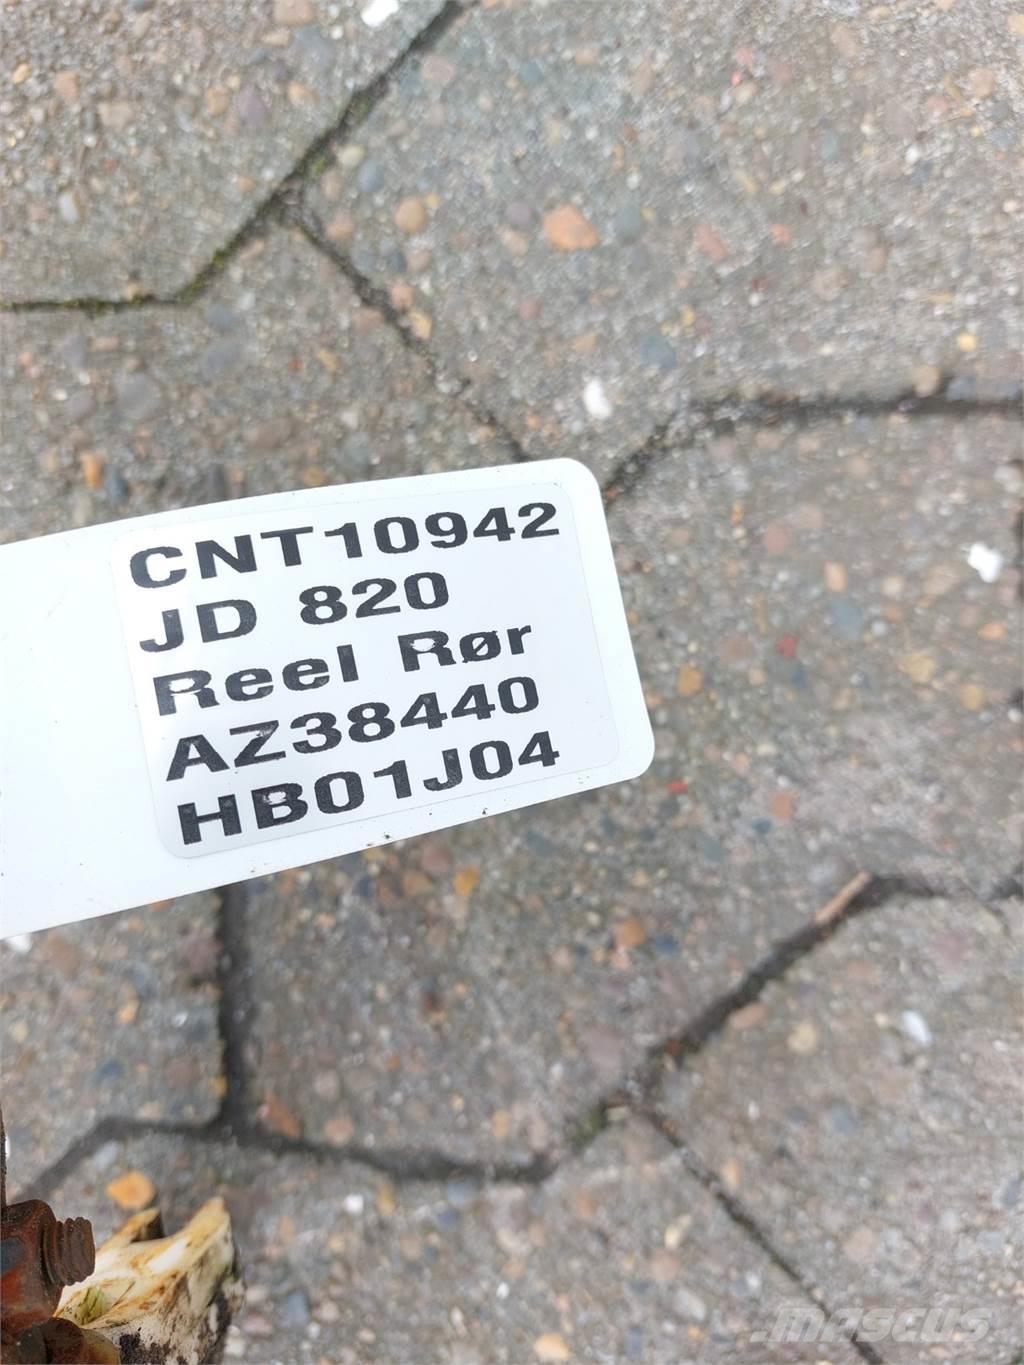 CNT10942
JD 820
Reel Rør
AZ38440
HB01J04
MASCUS